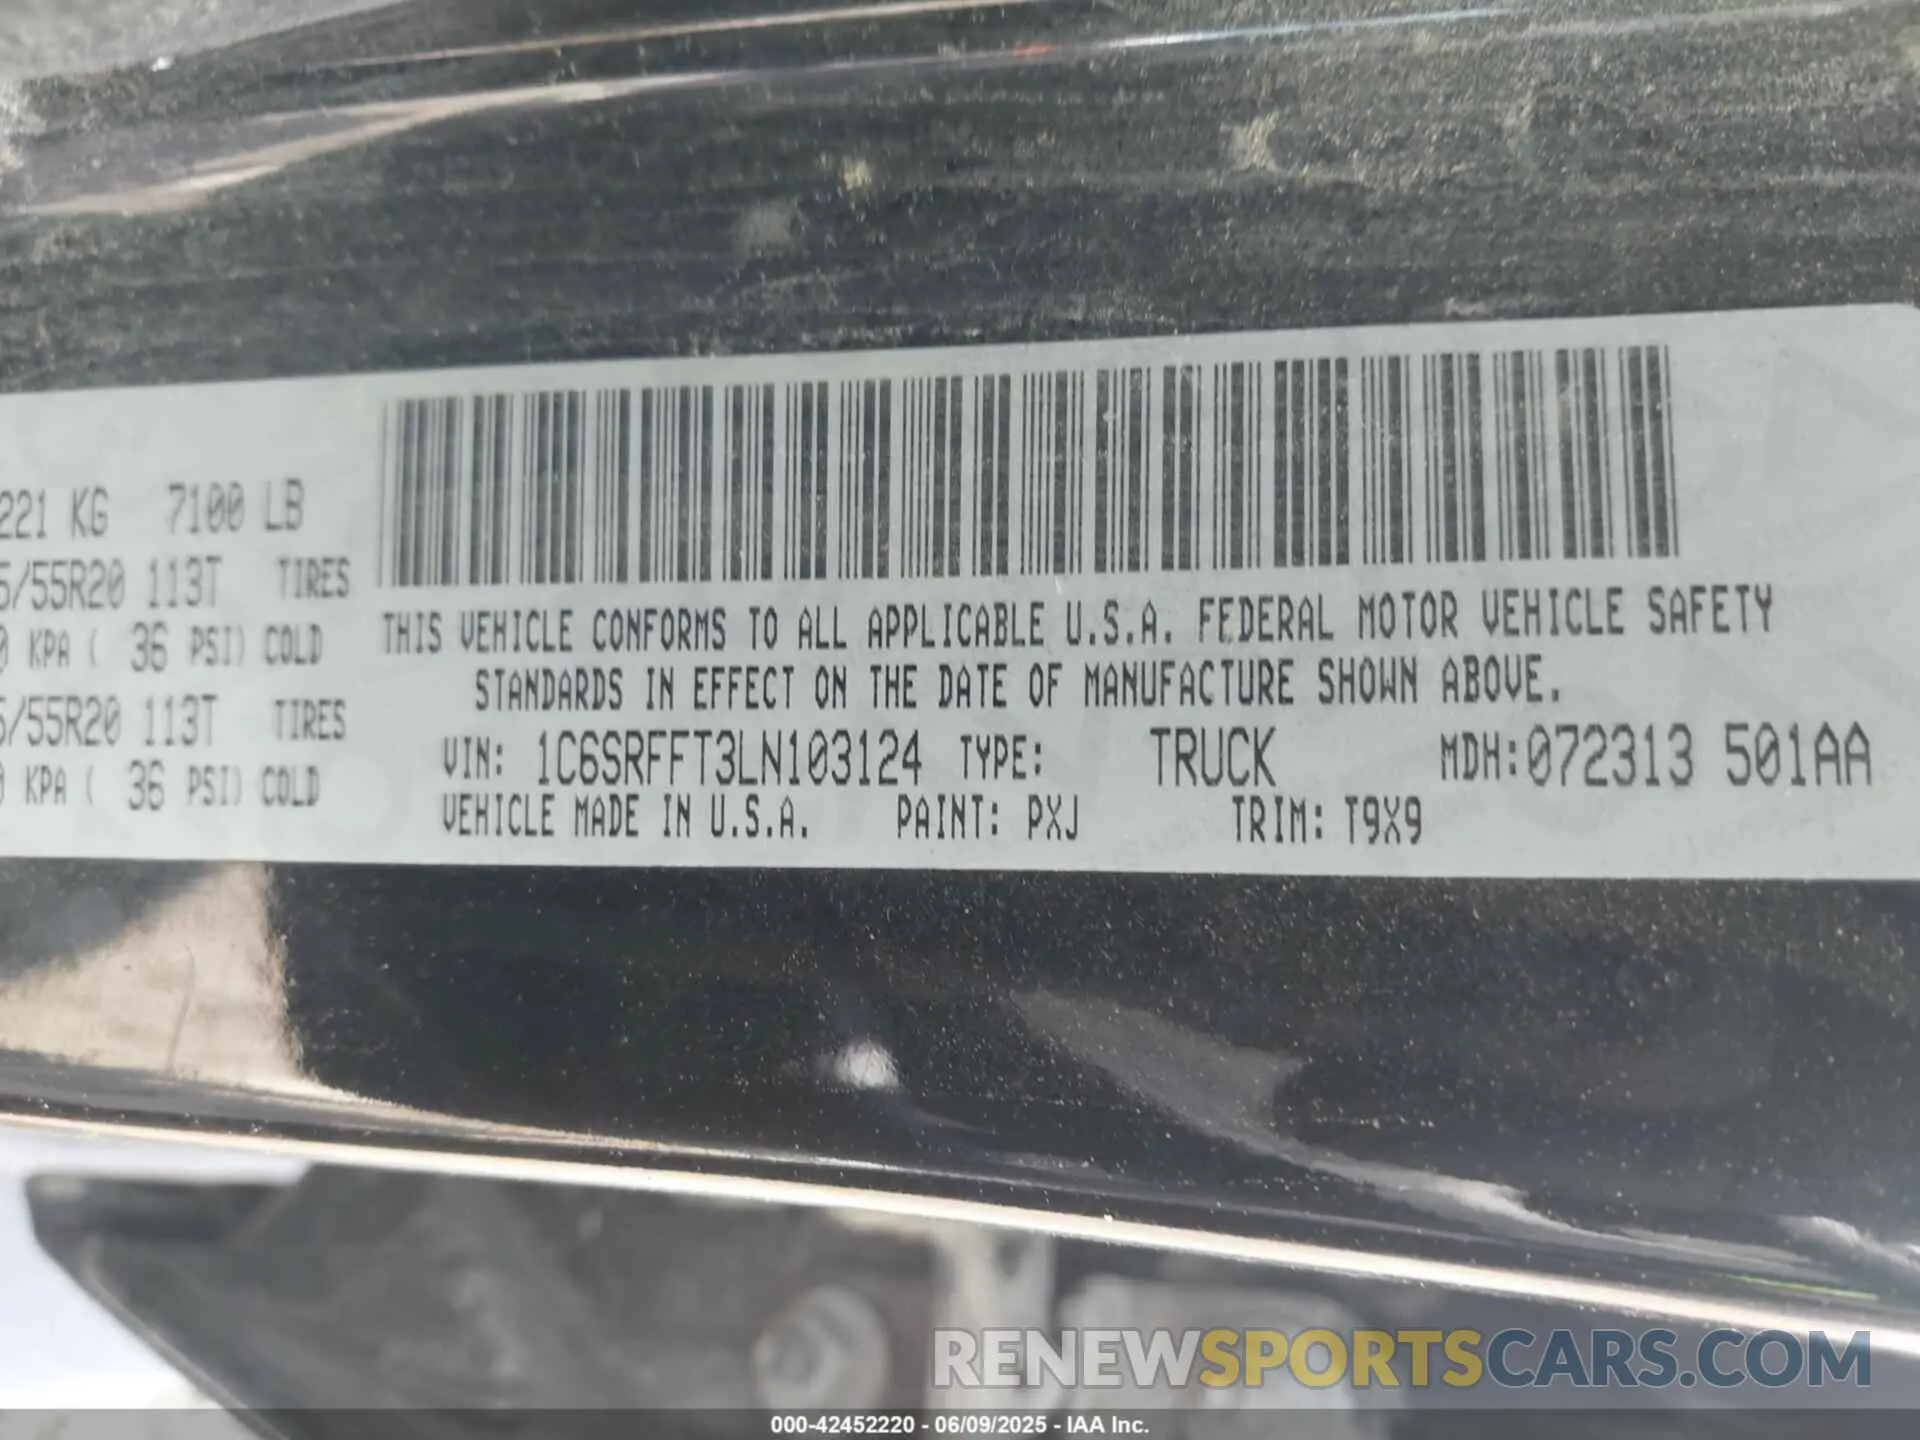 221 KG 7100 LB
/55R20 113T TIRES
KPA ( 36 PSI) COLD
/55R20 113T TIRES
KPA ( 36 PSI) COLD
THIS VEHICLE CONFORMS TO ALL APPLICABLE U.S.A. FEDERAL MOTOR VEHICLE SAFETY
STANDARDS IN EFFECT ON THE DATE OF MANUFACTURE SHOWN ABOVE.
VIN: 1C6SRFFT3LN103124 TYPE: TRUCK MDH:072313 501AA
VEHICLE MADE IN U.S.A. PAINT: PXJ TRIM: T9X9
RENEWSPORTSCARS.COM
000-42452220 - 06/09/2025 - IAA Inc.